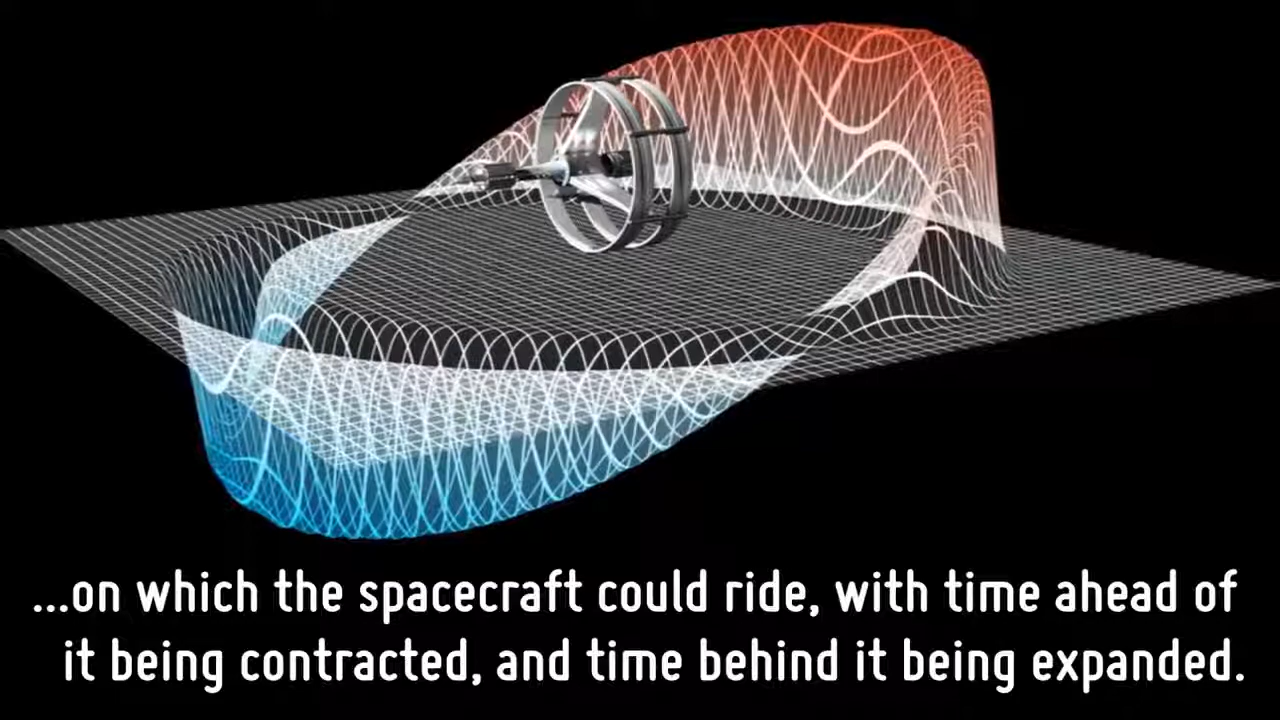 ...on which the spacecraft could ride, with time ahead of
it being contracted, and time behind it being expanded.